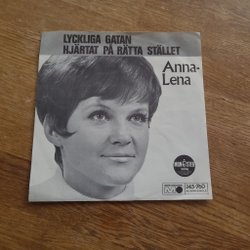 LYCKLIGA GATAN
HJÄRTAT PÅ RÄTTA STÄLLET
Anna-
Lena